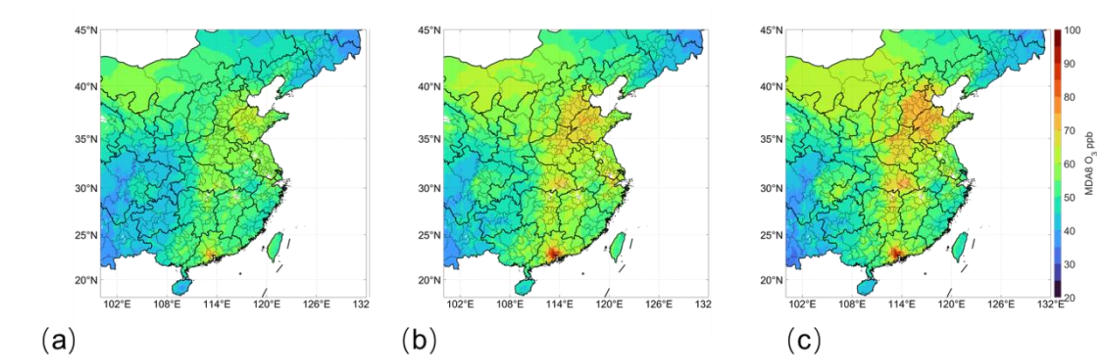 45°N
40°N
35°N
30°N
25°N
20°N
102°E 108°E 114°E 120°E 126°E 132
(a)
45°N
40°N
35°N
30°N
25°N
20°N
102°E 108°E 114°E 120°E 126°E 132
(b)
45°N
40°N
35°N
30°N
25°N
20°N
102°E 108°E 114°E 120°E 126°E 132°E
(c)
100
90
80
70
60
50
40
30
20
MDA8 O₃ ppb